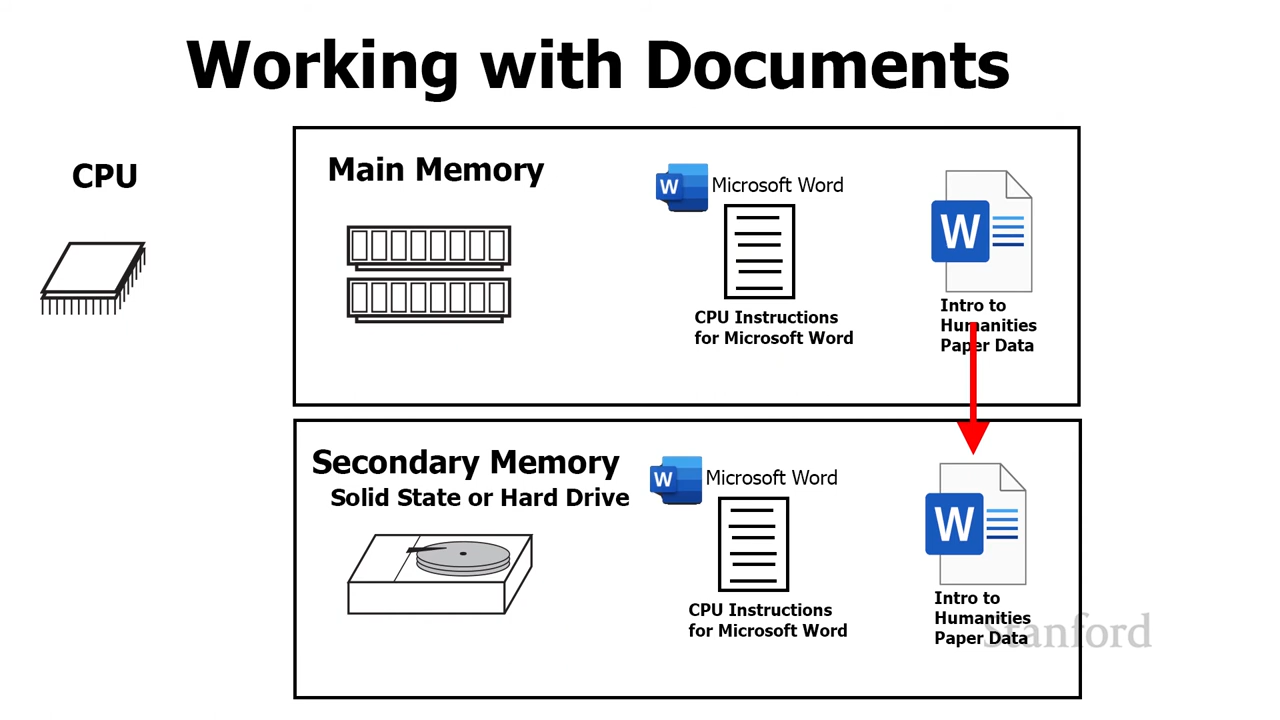 Working with Documents
CPU
Main Memory
W
Microsoft Word
CPU Instructions
for Microsoft Word
W
Intro to
Humanities
Paper Data
Secondary Memory
Solid State or Hard Drive
W
Microsoft Word
CPU Instructions
for Microsoft Word
W
Intro to
Humanities
Paper Data
Stanford